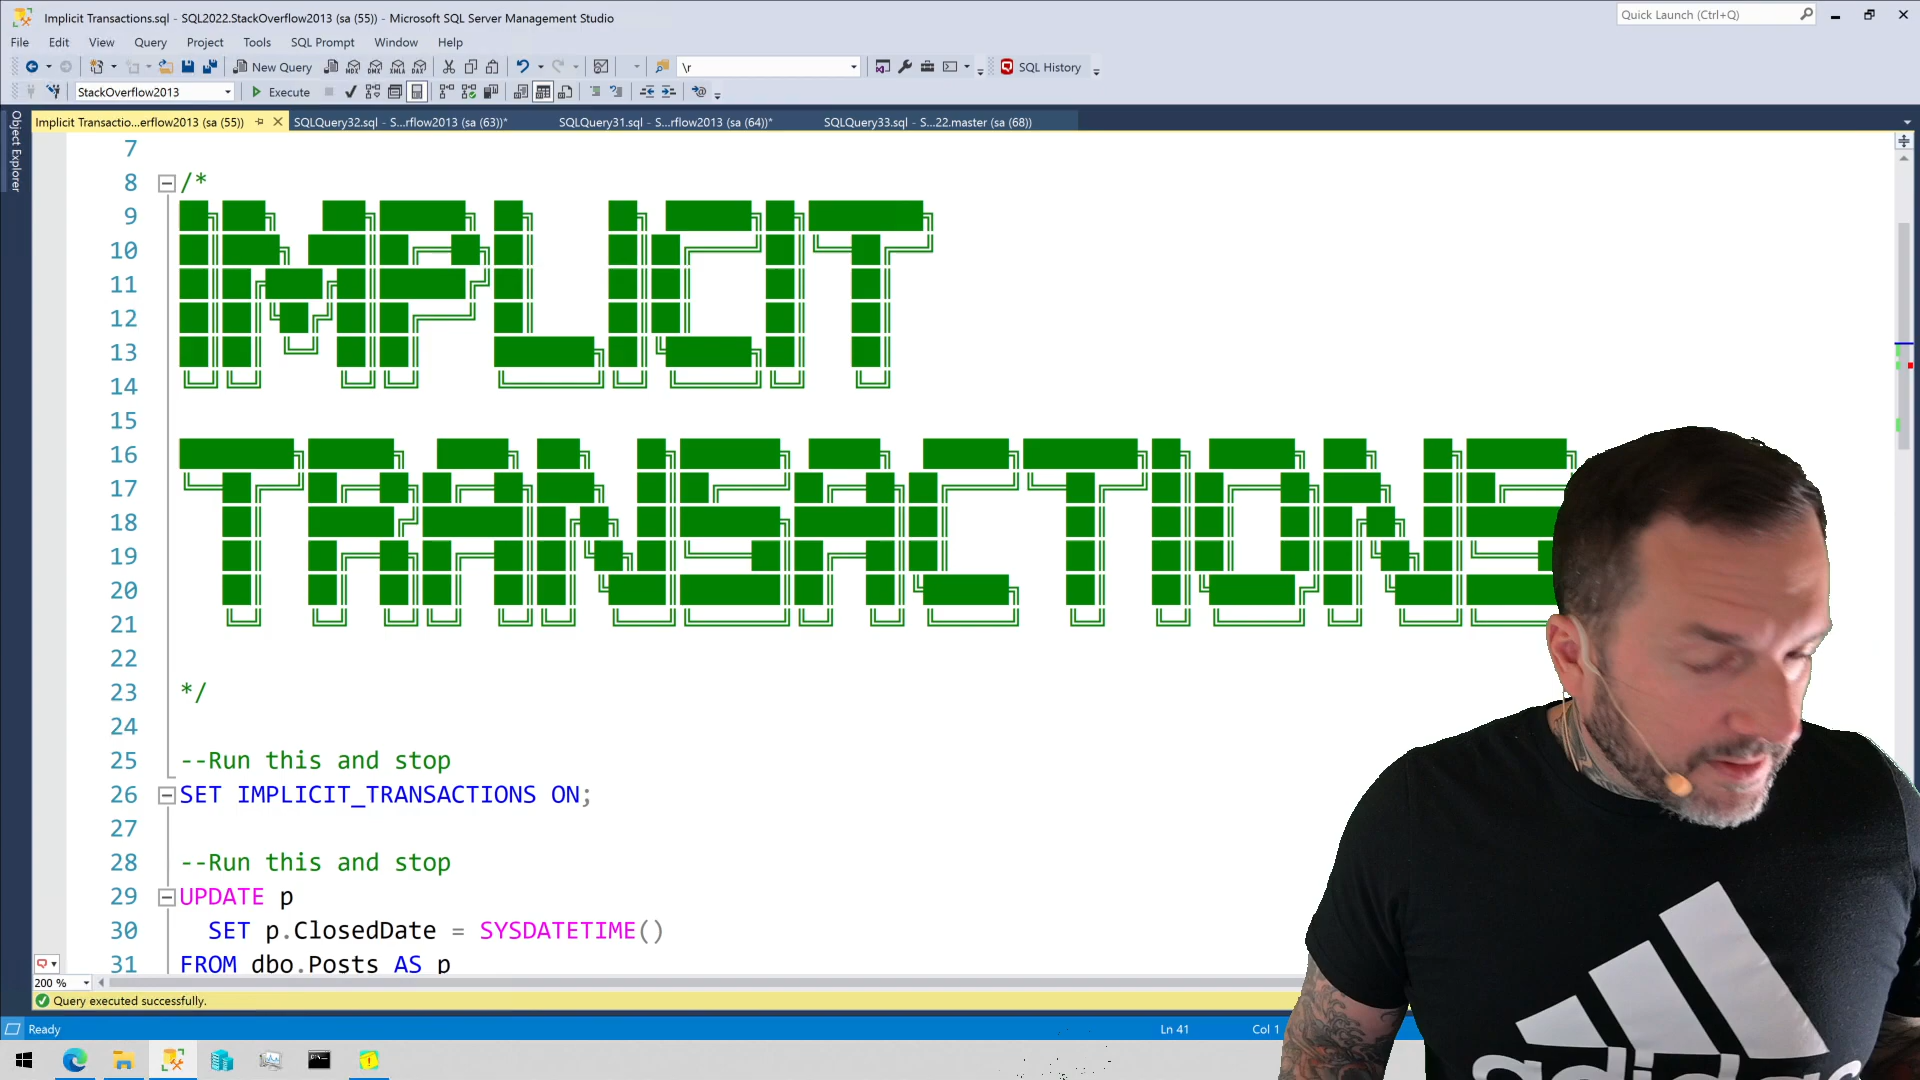 Implicit Transactions.sql - SQL2022.StackOverflow2013 (sa (55)) - Microsoft SQL Server Management Studio
Quick Launch (Ctrl+Q)
File Edit View Query Project Tools SQL Prompt Window Help
New Query \r SQL History
StackOverflow2013 Execute
Implicit Transactio...erflow2013 (sa (55)) SQLQuery32.sql - S...rflow2013 (sa (63))* SQLQuery31.sql - S...rflow2013 (sa (64))* SQLQuery33.sql - S...22.master (sa (68))
Object Explorer
7
8 /*
9
10
11
12
13
14
IMPLICIT
15
16
17
18
19
20
21
TRANSACTIONS
22
23 */
24
25 --Run this and stop
26 SET IMPLICIT_TRANSACTIONS ON;
27
28 --Run this and stop
29 UPDATE p
30 SET p.ClosedDate = SYSDATETIME()
31 FROM dbo.Posts AS p
200 %
Query executed successfully.
Ready Ln 41 Col 1
adidas